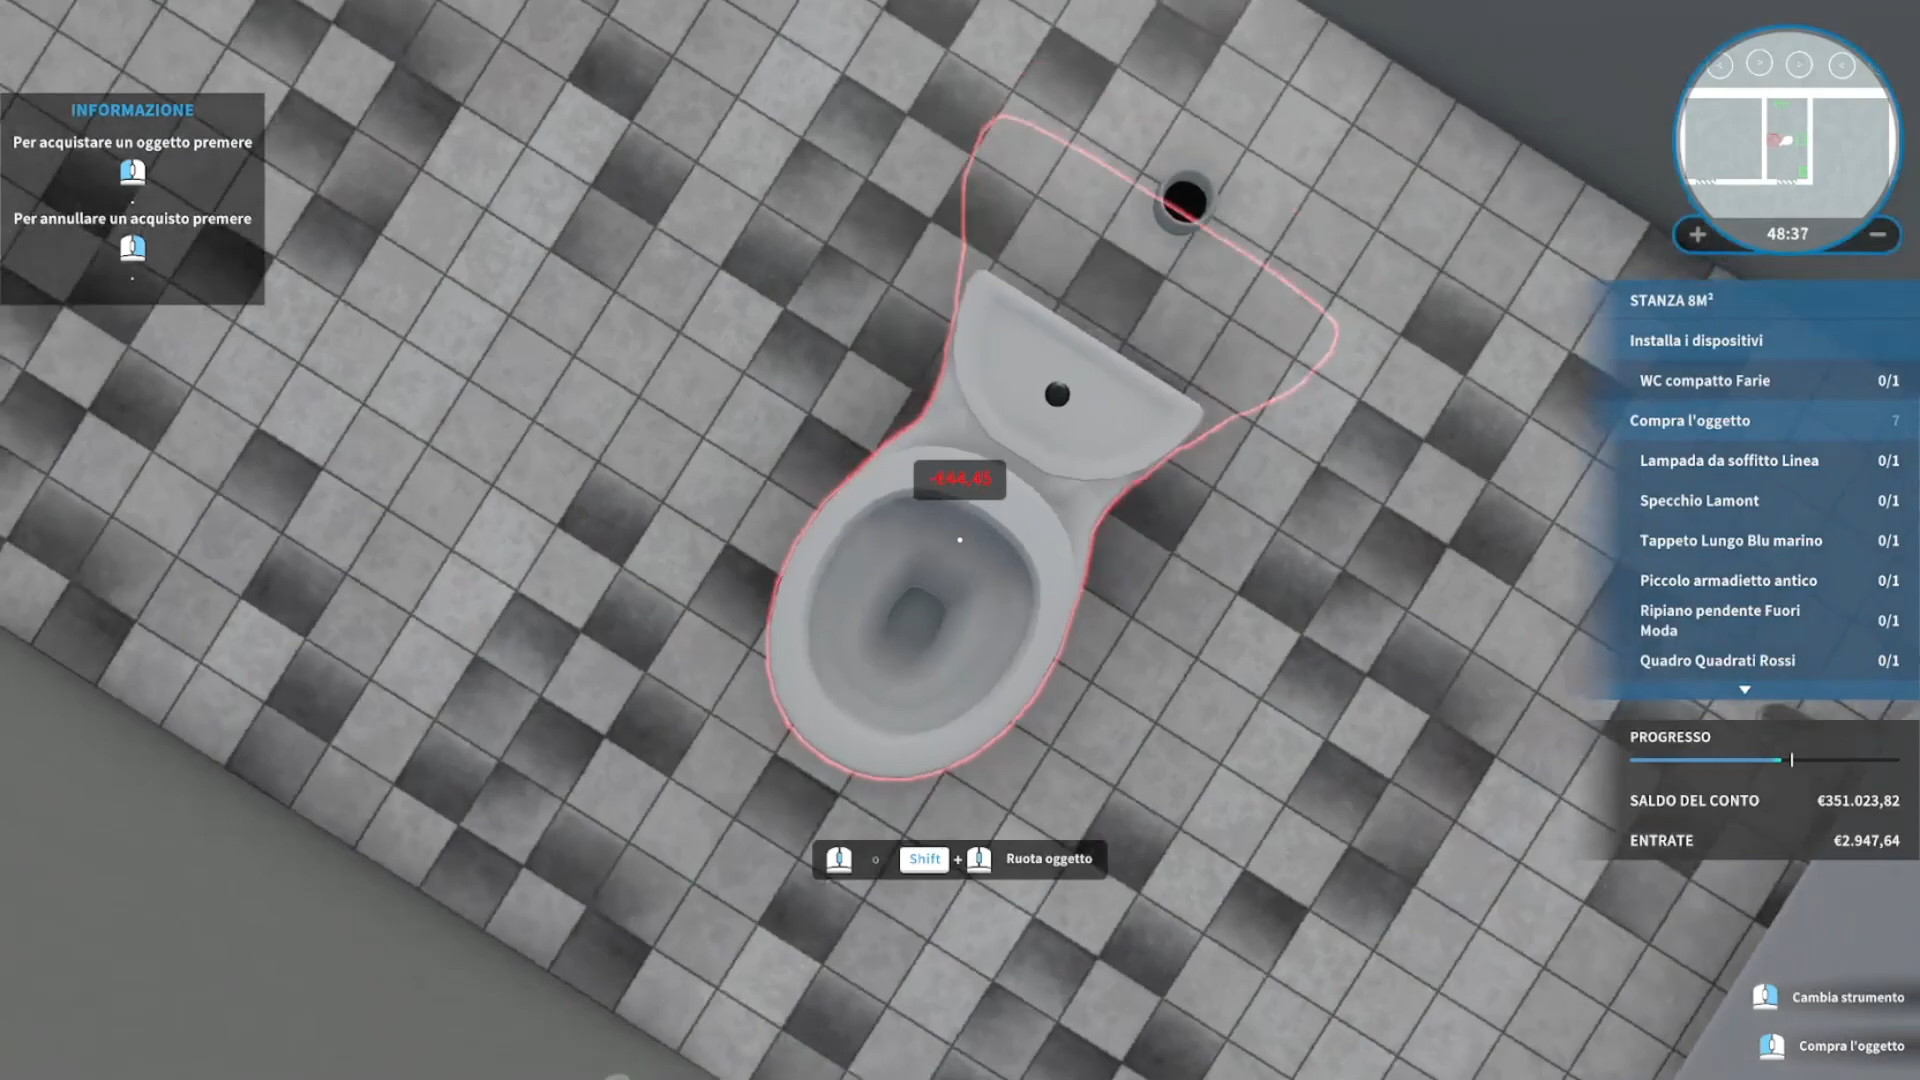 INFORMAZIONE
Per acquistare un oggetto premere
.
Per annullare un acquisto premere
.
48:37
STANZA 8M²
Installa i dispositivi
WC compatto Farie 0/1
Compra l'oggetto 7
Lampada da soffitto Linea 0/1
Specchio Lamont 0/1
Tappeto Lungo Blu marino 0/1
Piccolo armadietto antico 0/1
Ripiano pendente Fuori
Moda 0/1
Quadro Quadrati Rossi 0/1
PROGRESSO
SALDO DEL CONTO €351.023,82
ENTRATE €2.947,64
-€44,45
o Shift + Ruota oggetto
Cambia strumento
Compra l'oggetto